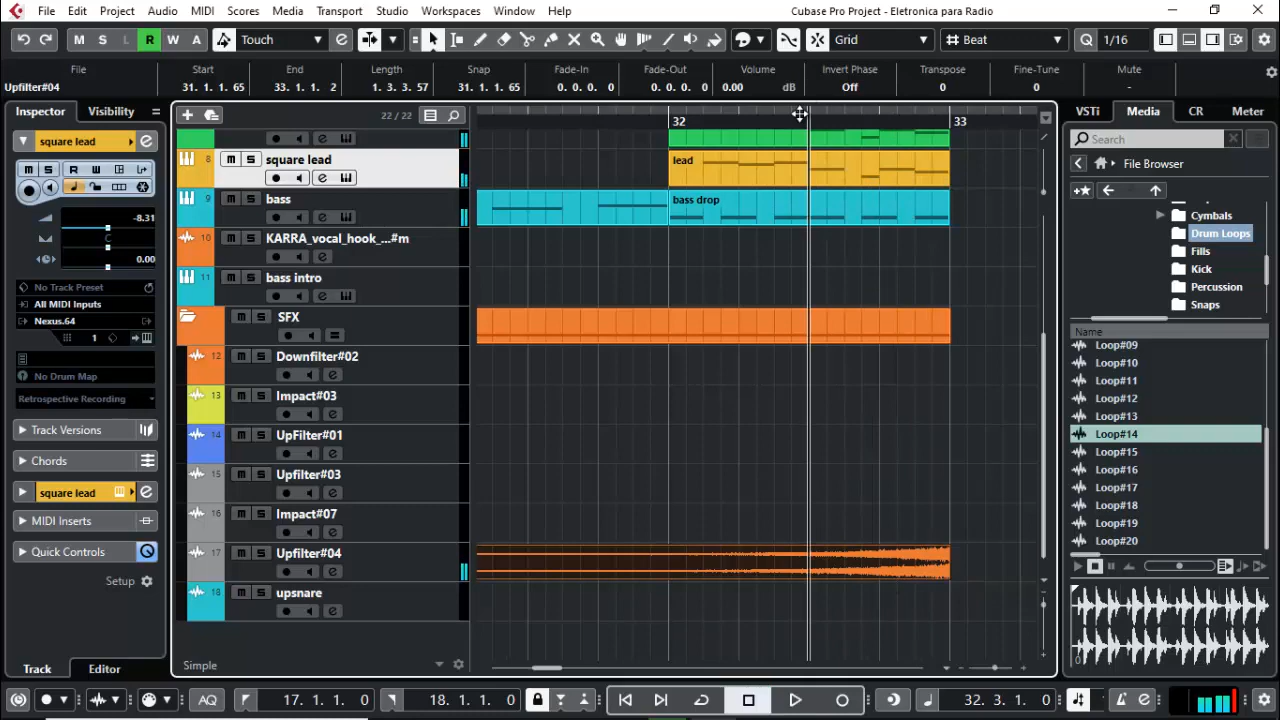 File Edit Project Audio MIDI Scores Media Transport Studio Workspaces Window Help Cubase Pro Project - Eletronica para Radio
M S L R W A Touch Grid Beat Q 1/16
File Start End Length Snap Fade-In Fade-Out Volume Invert Phase Transpose Fine-Tune Mute
Upfilter#04 31. 1. 1. 65 33. 1. 1. 2 1. 3. 3. 57 0. 0. 0. 0 0. 0. 0. 0 0. 0. 0. 0 0.00 dB Off 0 0
Inspector Visibility
22 / 22
32 33
VSTi Media CR Meter
Search
File Browser
square lead
M S R W L
-8.31
C
0.00
No Track Preset
All MIDI Inputs
Nexus.64
1
No Drum Map
Retrospective Recording
Track Versions
Chords
square lead
MIDI Inserts
Quick Controls
Setup
Track Editor
8 m S square lead
9 m S bass
10 m S KARRA_vocal_hook_...#m
11 m S bass intro
m S SFX
12 m S Downfilter#02
13 m S Impact#03
14 m S UpFilter#01
15 m S Upfilter#03
16 m S Impact#07
17 m S Upfilter#04
18 m S upsnare
Simple
lead
bass drop
Cymbals
Drum Loops
Fills
Kick
Percussion
Snaps
Name
Loop#09
Loop#10
Loop#11
Loop#12
Loop#13
Loop#14
Loop#15
Loop#16
Loop#17
Loop#18
Loop#19
Loop#20
0
AQ 17. 1. 1. 0 18. 1. 1. 0 32. 3. 1. 0